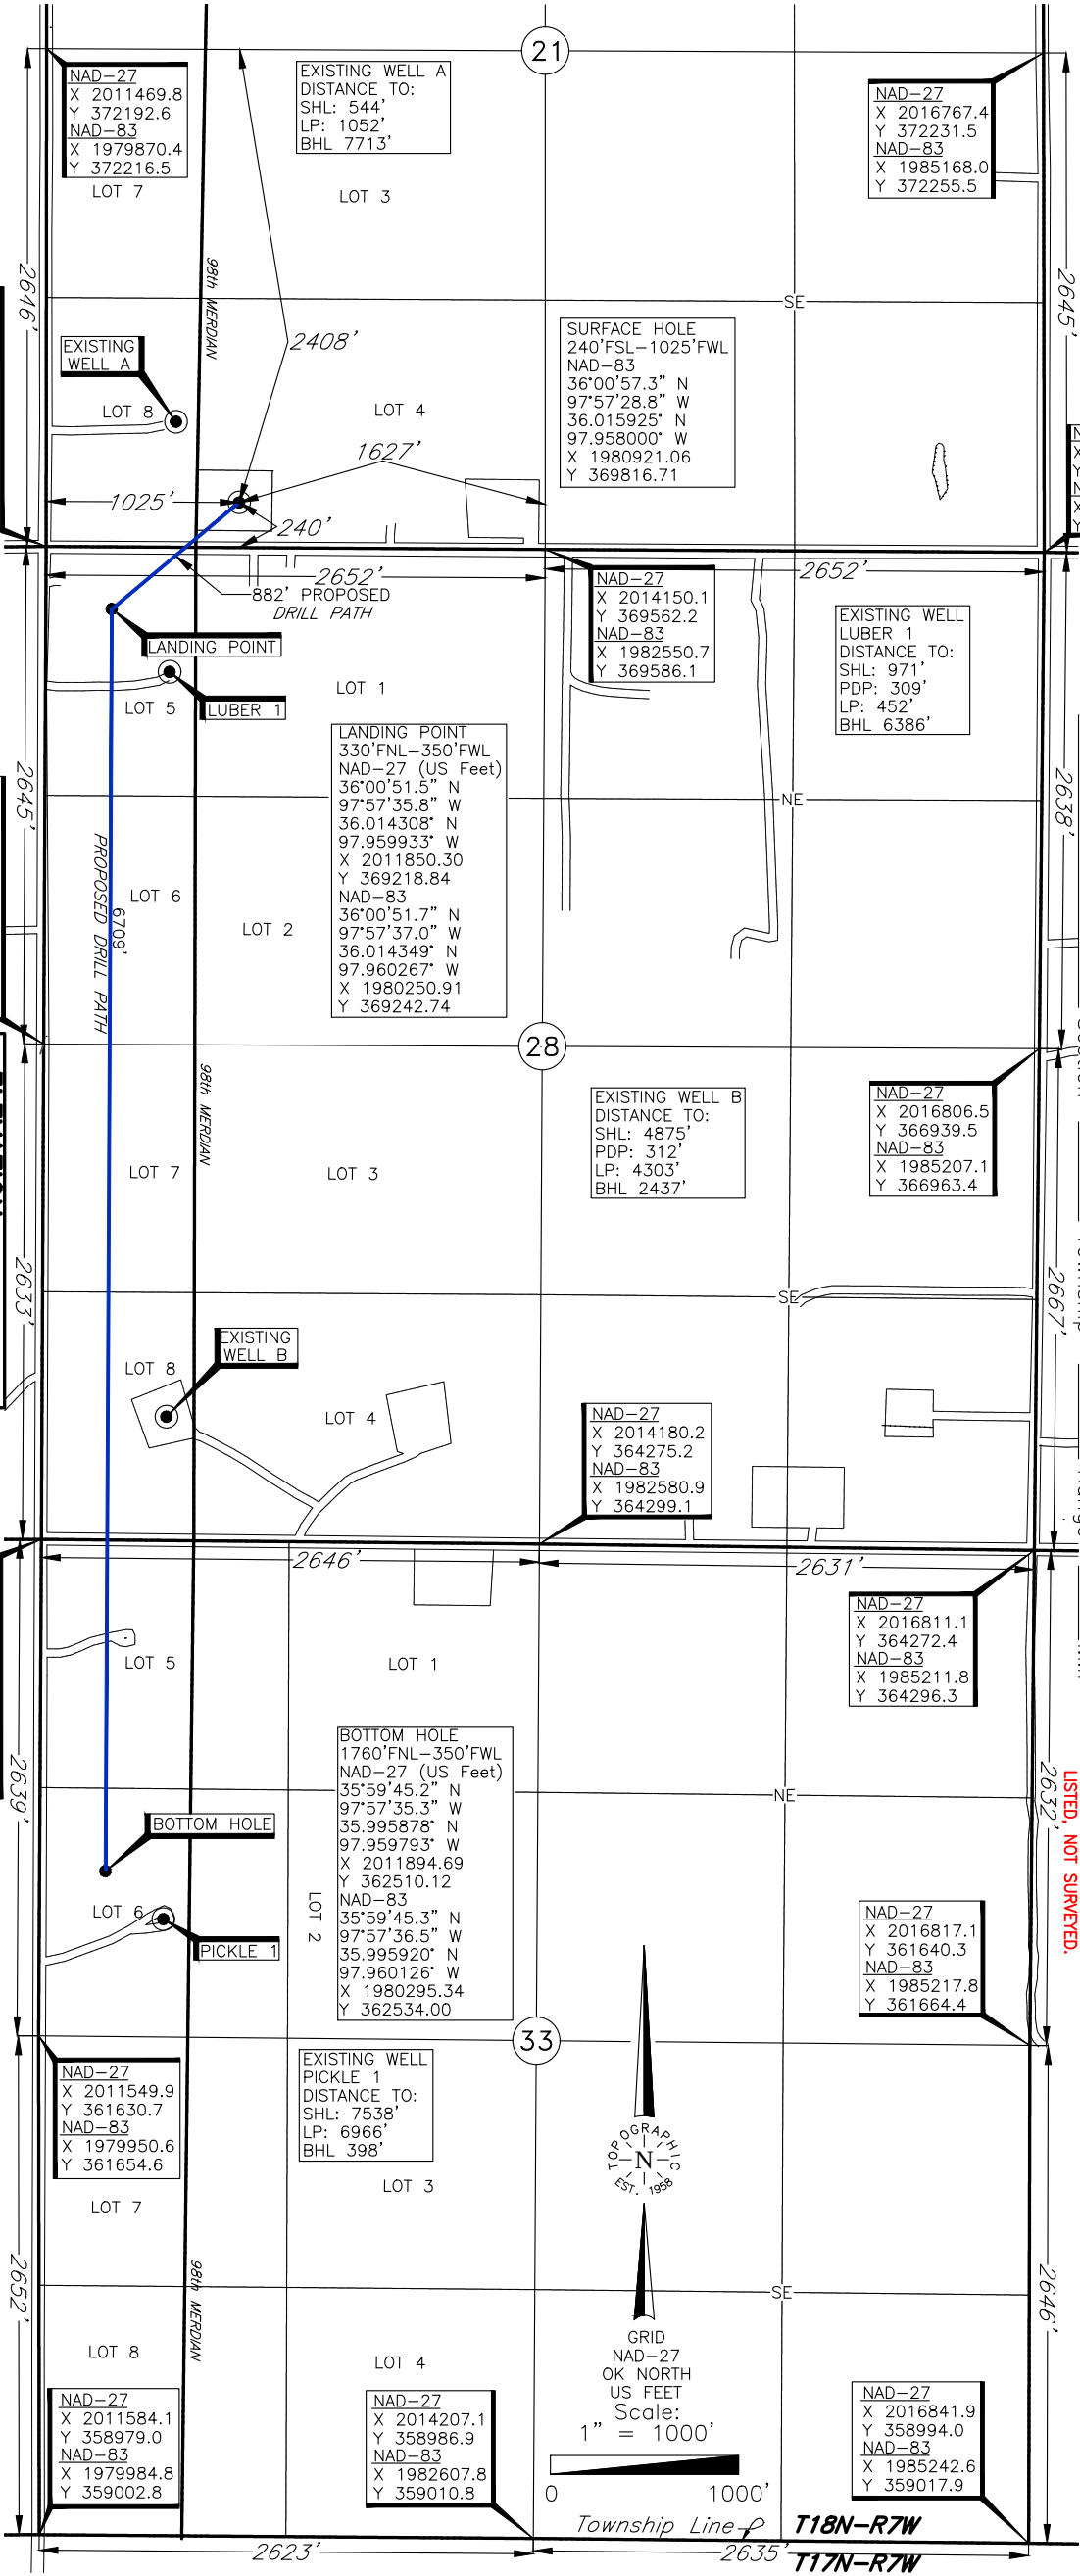 21
NAD-27
X 2011469.8
Y 372192.6
NAD-83
X 1979870.4
Y 372216.5
LOT 7
EXISTING WELL A
DISTANCE TO:
SHL: 544'
LP: 1052'
BHL 7713'
LOT 3
NAD-27
X 2016767.4
Y 372231.5
NAD-83
X 1985168.0
Y 372255.5
2646'
98th MERDIAN
2645'
SE
2408'
EXISTING
WELL A
LOT 8
LOT 4
SURFACE HOLE
240'FSL-1025'FWL
NAD-83
36°00'57.3" N
97°57'28.8" W
36.015925° N
97.958000° W
X 1980921.06
Y 369816.71
1627'
1025'
240'
2652'
882' PROPOSED
DRILL PATH
2652'
NAD-27
X 2014150.1
Y 369562.2
NAD-83
X 1982550.7
Y 369586.1
LANDING POINT
EXISTING WELL
LUBER 1
DISTANCE TO:
SHL: 971'
PDP: 309'
LP: 452'
BHL 6386'
LOT 1
LOT 5
LUBER 1
LANDING POINT
330'FNL-350'FWL
NAD-27 (US Feet)
36°00'51.5" N
97°57'35.8" W
36.014308° N
97.959933° W
X 2011850.30
Y 369218.84
NAD-83
36°00'51.7" N
97°57'37.0" W
36.014349° N
97.960267° W
X 1980250.91
Y 369242.74
2645'
2638'
NE
LOT 6
LOT 2
6709'
PROPOSED DRILL PATH
28
98th MERDIAN
EXISTING WELL B
DISTANCE TO:
SHL: 4875'
PDP: 312'
LP: 4303'
BHL 2437'
NAD-27
X 2016806.5
Y 366939.5
NAD-83
X 1985207.1
Y 366963.4
LOT 7
LOT 3
2633'
2667'
SE
EXISTING
WELL B
LOT 8
LOT 4
NAD-27
X 2014180.2
Y 364275.2
NAD-83
X 1982580.9
Y 364299.1
2646'
2631'
NAD-27
X 2016811.1
Y 364272.4
NAD-83
X 1985211.8
Y 364296.3
LOT 5
LOT 1
BOTTOM HOLE
1760'FNL-350'FWL
NAD-27 (US Feet)
35°59'45.2" N
97°57'35.3" W
35.995878° N
97.959793° W
X 2011894.69
Y 362510.12
NAD-83
35°59'45.3" N
97°57'36.5" W
35.995920° N
97.960126° W
X 1980295.34
Y 362534.00
2639'
2632'
LISTED, NOT SURVEYED.
NE
BOTTOM HOLE
LOT 6
LOT 2
PICKLE 1
NAD-27
X 2016817.1
Y 361640.3
NAD-83
X 1985217.8
Y 361664.4
33
NAD-27
X 2011549.9
Y 361630.7
NAD-83
X 1979950.6
Y 361654.6
EXISTING WELL
PICKLE 1
DISTANCE TO:
SHL: 7538'
LP: 6966'
BHL 398'
TOPOGRAPHIC
N
EST. 1958
LOT 7
LOT 3
2652'
98th MERDIAN
2646'
SE
GRID
NAD-27
OK NORTH
US FEET
Scale:
1" = 1000'
0 1000'
LOT 8
LOT 4
NAD-27
X 2011584.1
Y 358979.0
NAD-83
X 1979984.8
Y 359002.8
NAD-27
X 2014207.1
Y 358986.9
NAD-83
X 1982607.8
Y 359010.8
NAD-27
X 2016841.9
Y 358994.0
NAD-83
X 1985242.6
Y 359017.9
Township Line
T18N-R7W
2623'
2635'
T17N-R7W